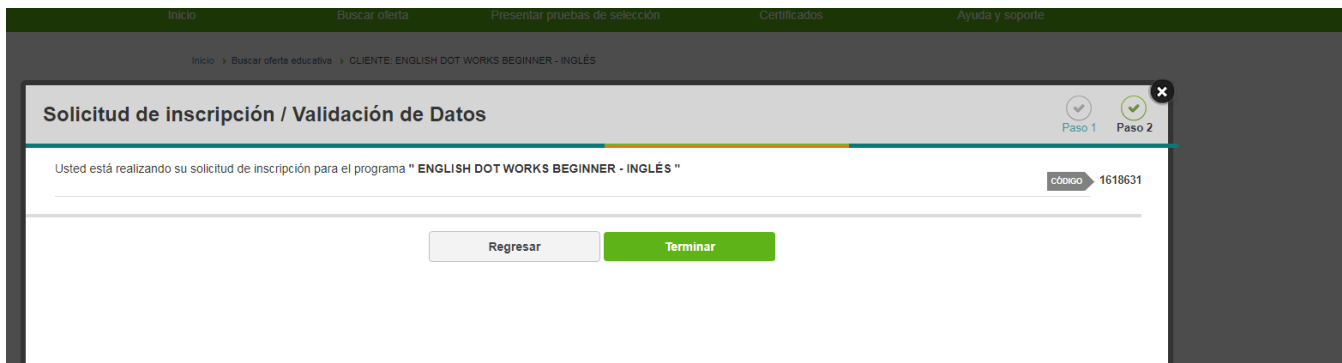 Inicio Buscar oferta Presentar pruebas de selección Certificados Ayuda y soporte
Inicio > Buscar oferta educativa > CLIENTE: ENGLISH DOT WORKS BEGINNER - INGLÉS
Solicitud de inscripción / Validación de Datos
Paso 1 Paso 2
Usted está realizando su solicitud de inscripción para el programa " ENGLISH DOT WORKS BEGINNER - INGLÉS "
CÓDIGO 1618631
Regresar Terminar